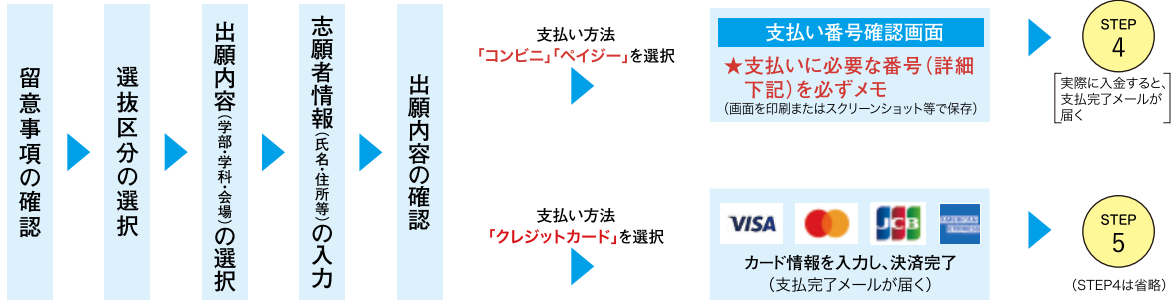 留意事項の確認
選抜区分の選択
出願内容(学部・学科・会場)の選択
志願者情報(氏名・住所等)の入力
出願内容の確認
支払い方法
「コンビニ」「ペイジー」を選択
支払い番号確認画面
★支払いに必要な番号(詳細
下記)を必ずメモ
(画面を印刷またはスクリーンショット等で保存)
STEP
4
実際に入金すると、
支払完了メールが
届く
支払い方法
「クレジットカード」を選択
VISA
JCB
AMERICAN
EXPRESS
カード情報を入力し、決済完了
(支払完了メールが届く)
STEP
5
(STEP4は省略)